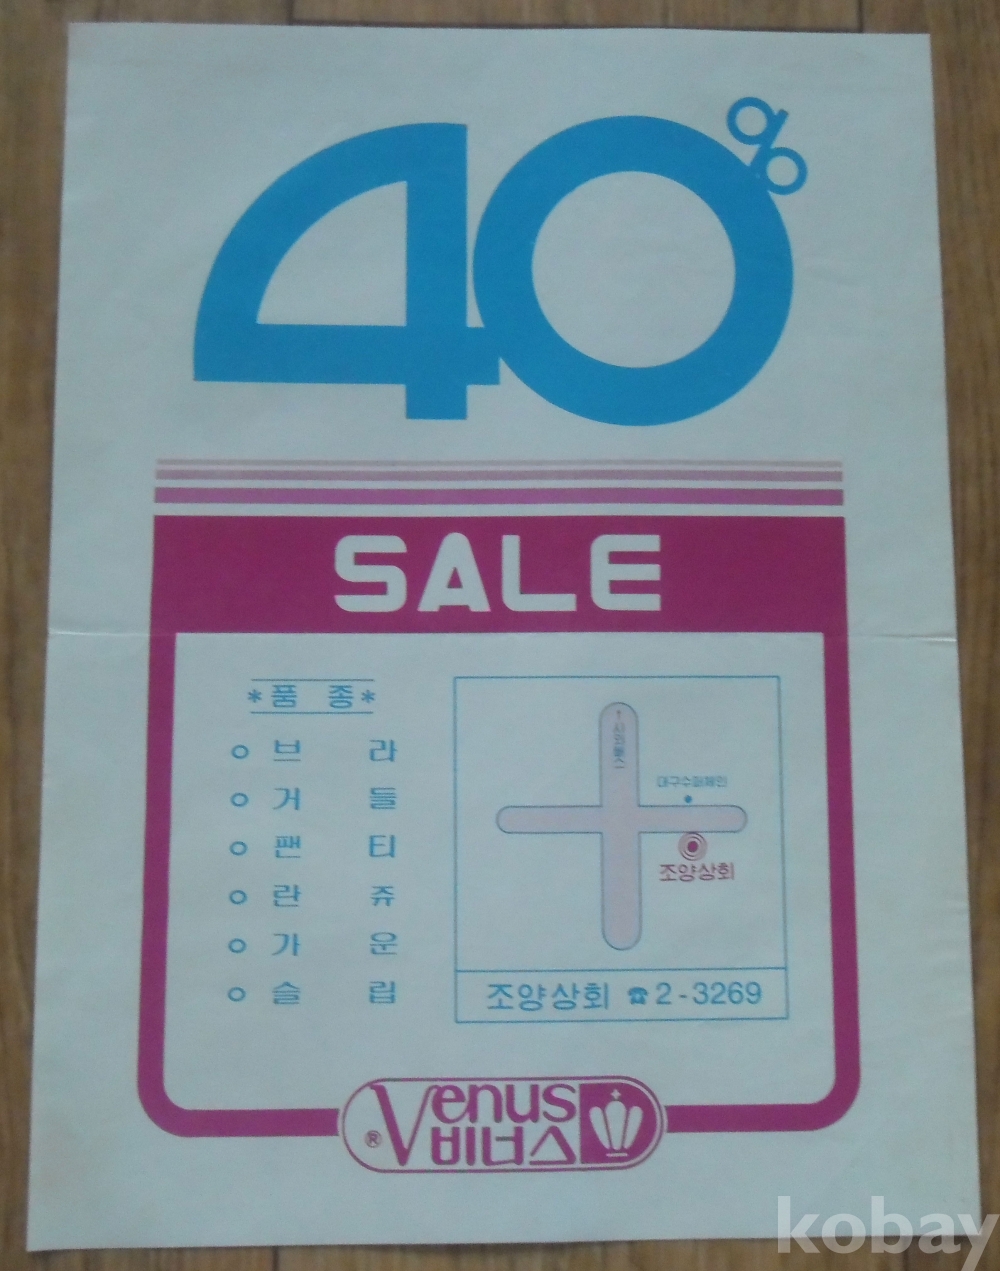 40%
SALE
*품 종*
ㅇ 브 라
ㅇ 거 들
ㅇ 팬 티
ㅇ 란 쥬
ㅇ 가 운
ㅇ 슬 립
대구수퍼체인
조양상회
조양상회 ☎2-3269
Venus
® 비너스
kobay